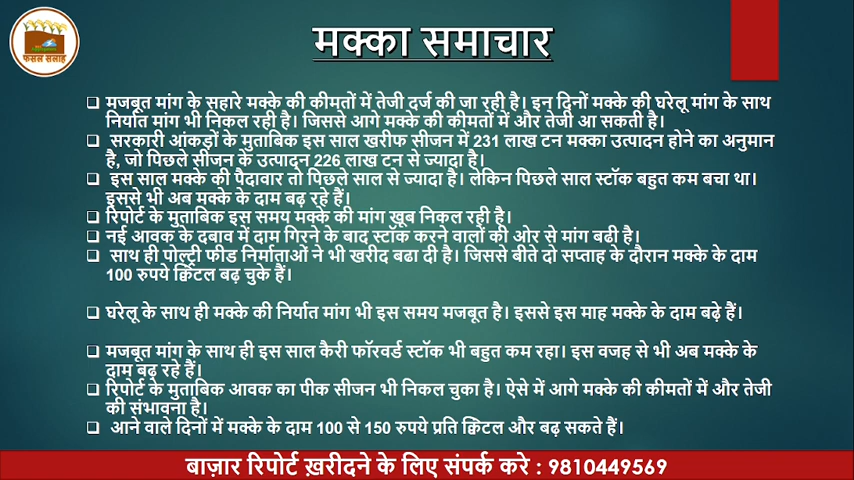 मक्का समाचार
फसल सलाह
❑ मजबूत मांग के सहारे मक्के की कीमतों में तेजी दर्ज की जा रही है। इन दिनों मक्के की घरेलू मांग के साथ
निर्यात मांग भी निकल रही है। जिससे आगे मक्के की कीमतों में और तेजी आ सकती है।
❑ सरकारी आंकड़ों के मुताबिक इस साल खरीफ सीजन में 231 लाख टन मक्का उत्पादन होने का अनुमान
है, जो पिछले सीजन के उत्पादन 226 लाख टन से ज्यादा है।
❑ इस साल मक्के की पैदावार तो पिछले साल से ज्यादा है। लेकिन पिछले साल स्टॉक बहुत कम बचा था।
इससे भी अब मक्के के दाम बढ़ रहे हैं।
❑ रिपोर्ट के मुताबिक इस समय मक्के की मांग खूब निकल रही है।
❑ नई आवक के दबाव में दाम गिरने के बाद स्टॉक करने वालों की ओर से मांग बढी है।
❑ साथ ही पोल्ट्री फीड निर्माताओं ने भी खरीद बढा दी है। जिससे बीते दो सप्ताह के दौरान मक्के के दाम
100 रुपये क्विंटल बढ़ चुके हैं।
❑ घरेलू के साथ ही मक्के की निर्यात मांग भी इस समय मजबूत है। इससे इस माह मक्के के दाम बढ़े हैं।
❑ मजबूत मांग के साथ ही इस साल कैरी फॉरवर्ड स्टॉक भी बहुत कम रहा। इस वजह से भी अब मक्के के
दाम बढ़ रहे हैं।
❑ रिपोर्ट के मुताबिक आवक का पीक सीजन भी निकल चुका है। ऐसे में आगे मक्के की कीमतों में और तेजी
की संभावना है।
❑ आने वाले दिनों में मक्के के दाम 100 से 150 रुपये प्रति क्विंटल और बढ़ सकते हैं।
बाज़ार रिपोर्ट ख़रीदने के लिए संपर्क करे : 9810449569